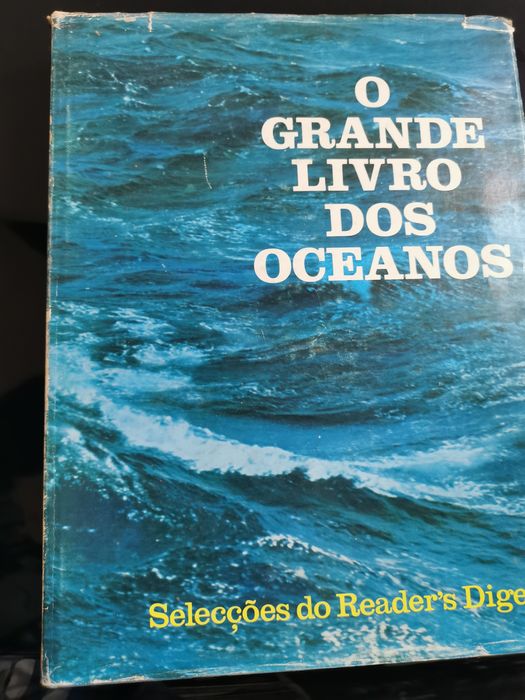 O
GRANDE
LIVRO
DOS
OCEANOS
Selecções do Reader's Dige